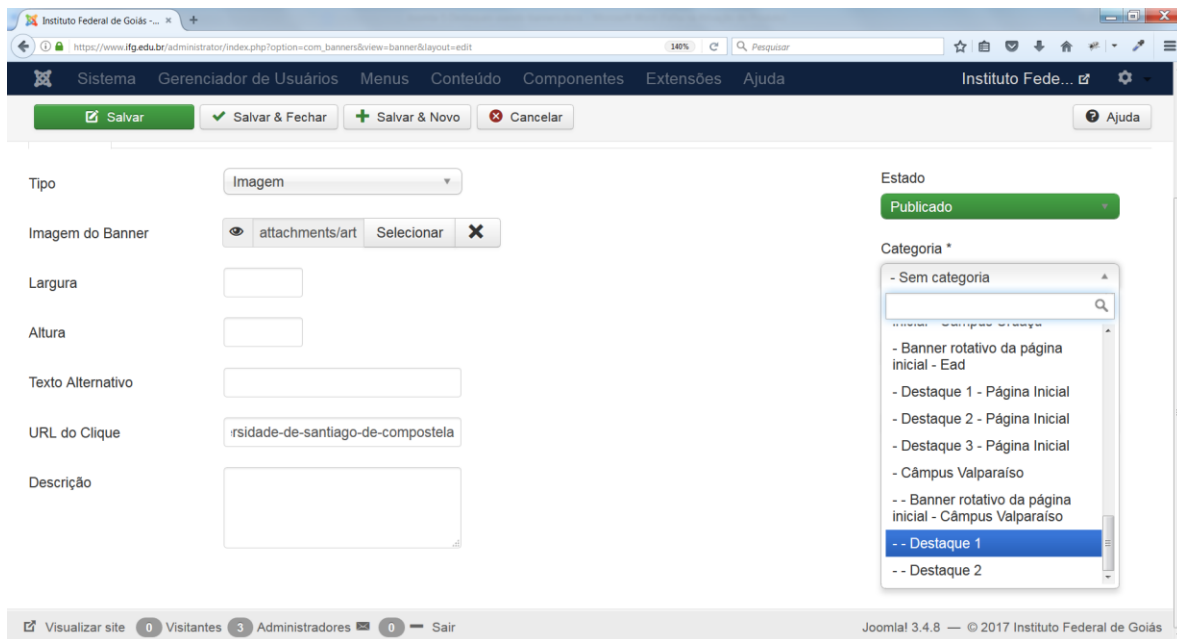 Instituto Federal de Goiás -... × +
https://www.ifg.edu.br/administrator/index.php?option=com_banners&view=banner&layout=edit 140% Pesquisar
Sistema Gerenciador de Usuários Menus Conteúdo Componentes Extensões Ajuda Instituto Fede...
Salvar Salvar & Fechar Salvar & Novo Cancelar Ajuda
Tipo Imagem
Estado
Publicado
Imagem do Banner attachments/art Selecionar
Categoria *
Largura
- Sem categoria
Altura
- Banner rotativo da página
inicial - Ead
Texto Alternativo
- Destaque 1 - Página Inicial
- Destaque 2 - Página Inicial
URL do Clique rsidade-de-santiago-de-compostela
- Destaque 3 - Página Inicial
- Câmpus Valparaíso
Descrição
- - Banner rotativo da página
inicial - Câmpus Valparaíso
- - Destaque 1
- - Destaque 2
Visualizar site 0 Visitantes 3 Administradores 0 Sair Joomla! 3.4.8 — © 2017 Instituto Federal de Goiás